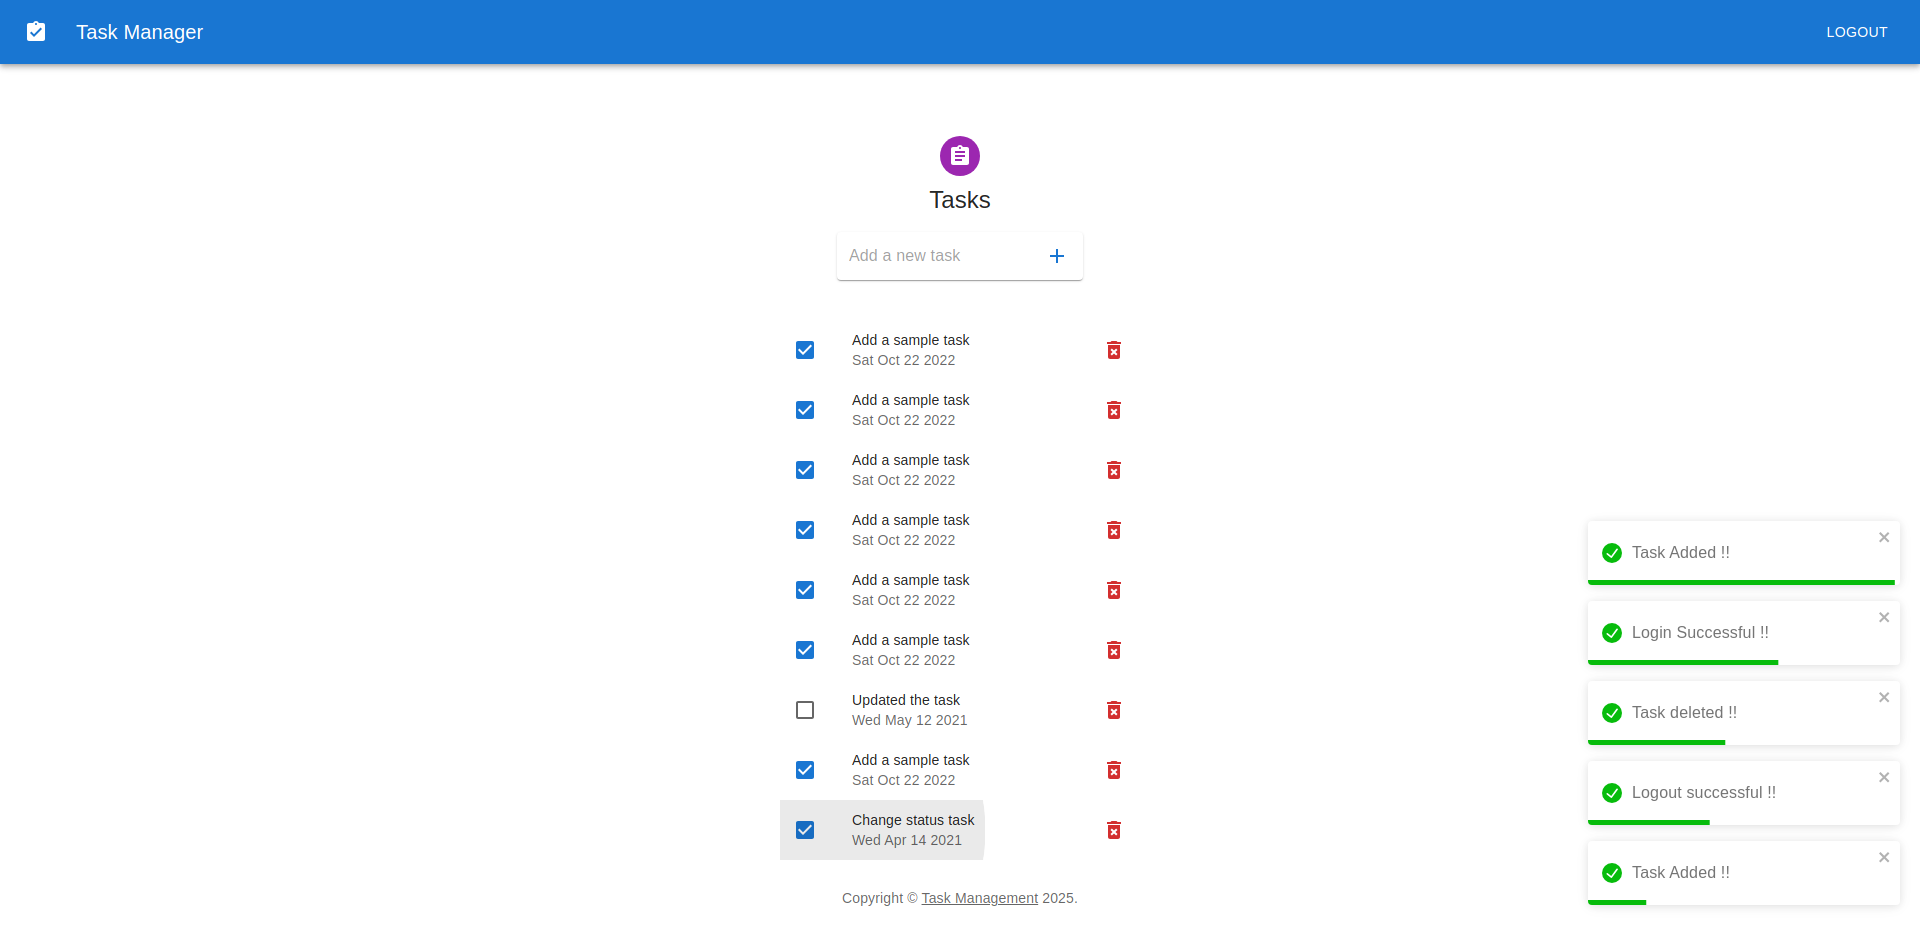 Task Manager
LOGOUT
Tasks
Add a new task
Add a sample task
Sat Oct 22 2022
Add a sample task
Sat Oct 22 2022
Add a sample task
Sat Oct 22 2022
Add a sample task
Sat Oct 22 2022
Add a sample task
Sat Oct 22 2022
Add a sample task
Sat Oct 22 2022
Updated the task
Wed May 12 2021
Add a sample task
Sat Oct 22 2022
Change status task
Wed Apr 14 2021
Copyright © Task Management 2025.
Task Added !!
Login Successful !!
Task deleted !!
Logout successful !!
Task Added !!